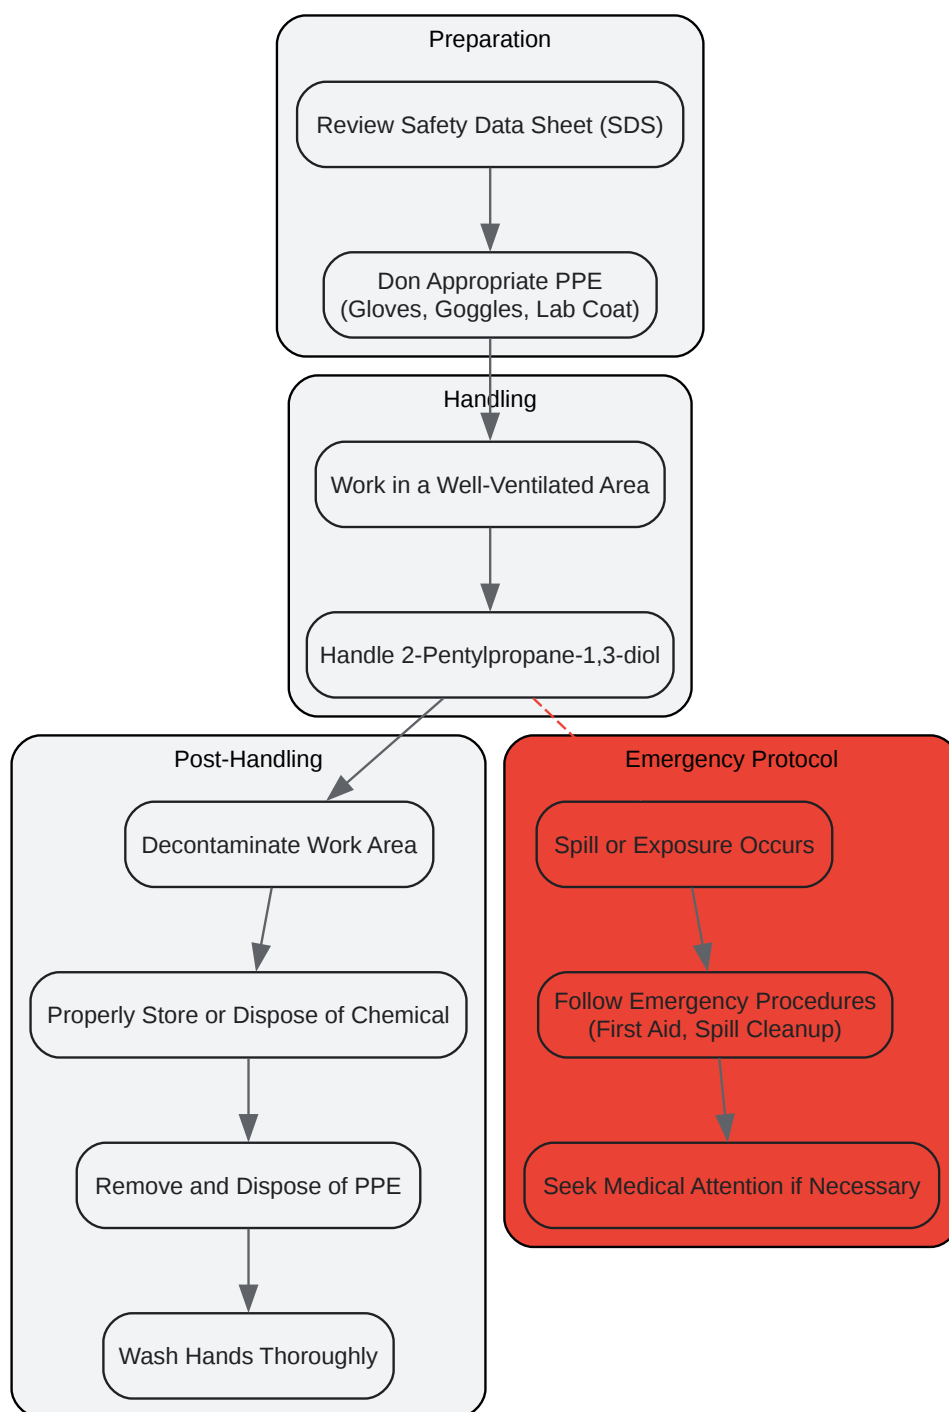 Preparation
Review Safety Data Sheet (SDS)
Don Appropriate PPE
(Gloves, Goggles, Lab Coat)
Handling
Work in a Well-Ventilated Area
Handle 2-Pentylpropane-1,3-diol
Post-Handling
Decontaminate Work Area
Properly Store or Dispose of Chemical
Remove and Dispose of PPE
Wash Hands Thoroughly
Emergency Protocol
Spill or Exposure Occurs
Follow Emergency Procedures
(First Aid, Spill Cleanup)
Seek Medical Attention if Necessary